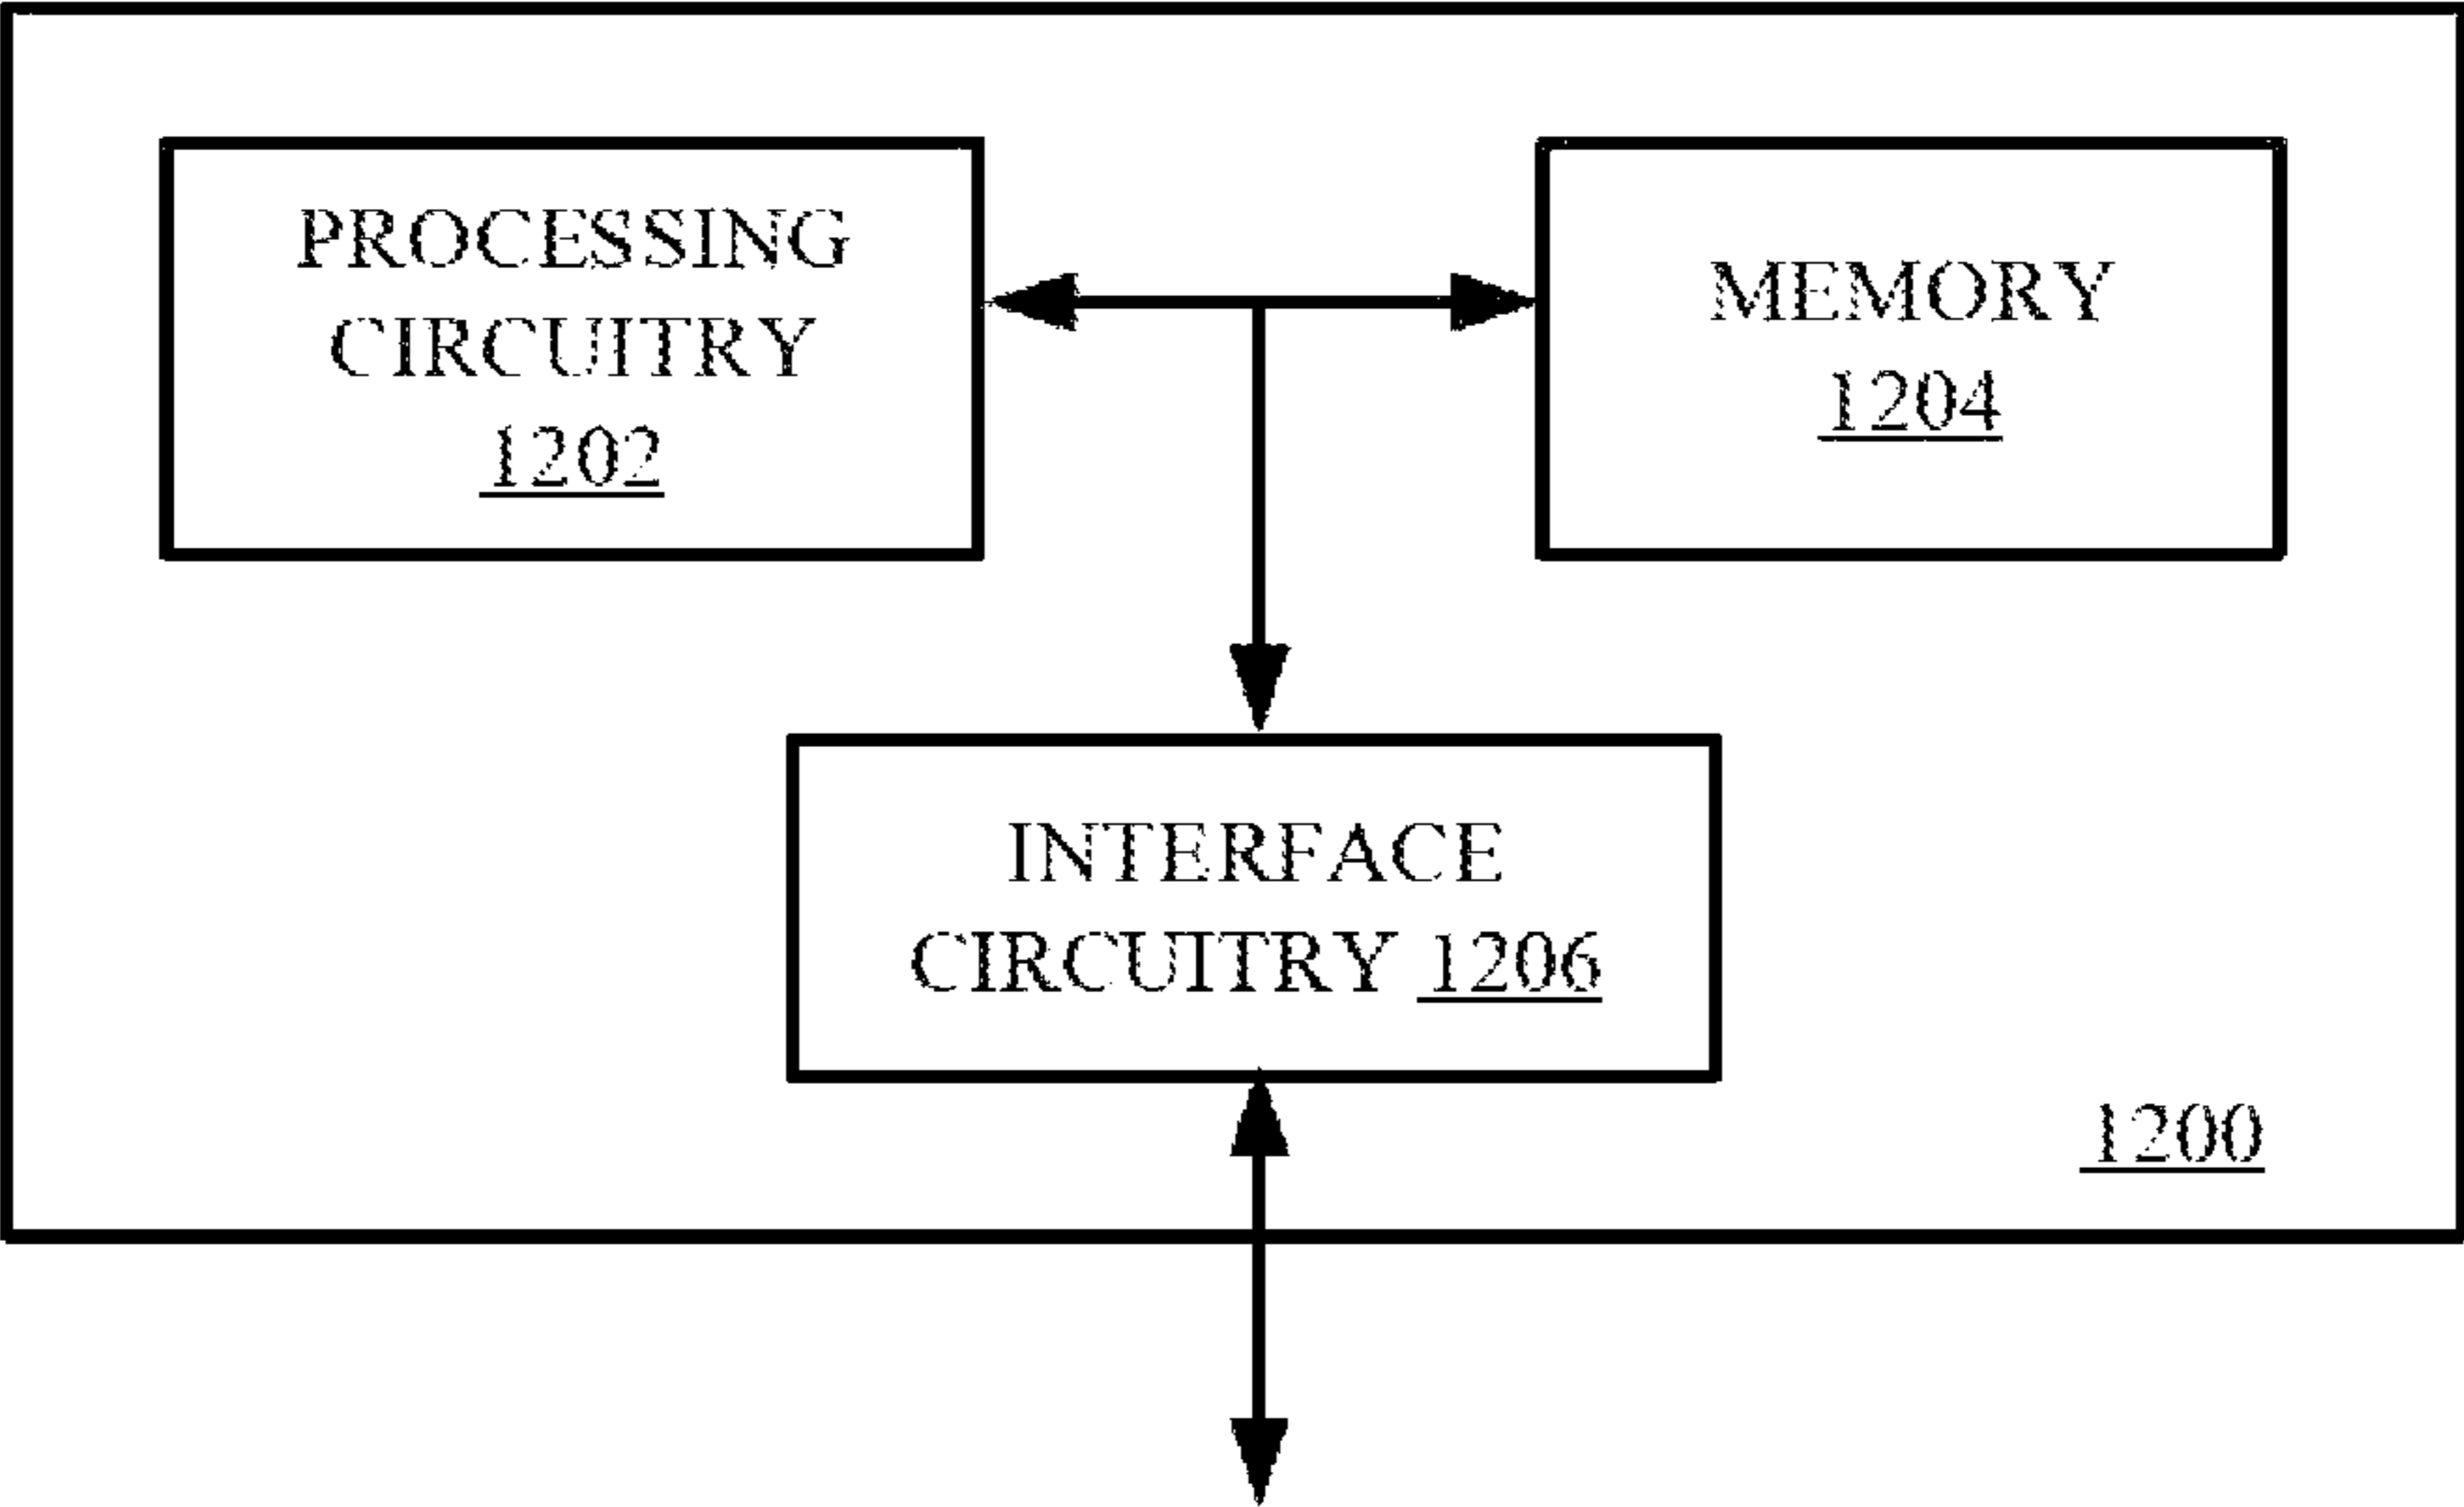 PROCESSING
CIRCUITRY
1202
MEMORY
1204
INTERFACE
CIRCUITRY 1206
1200